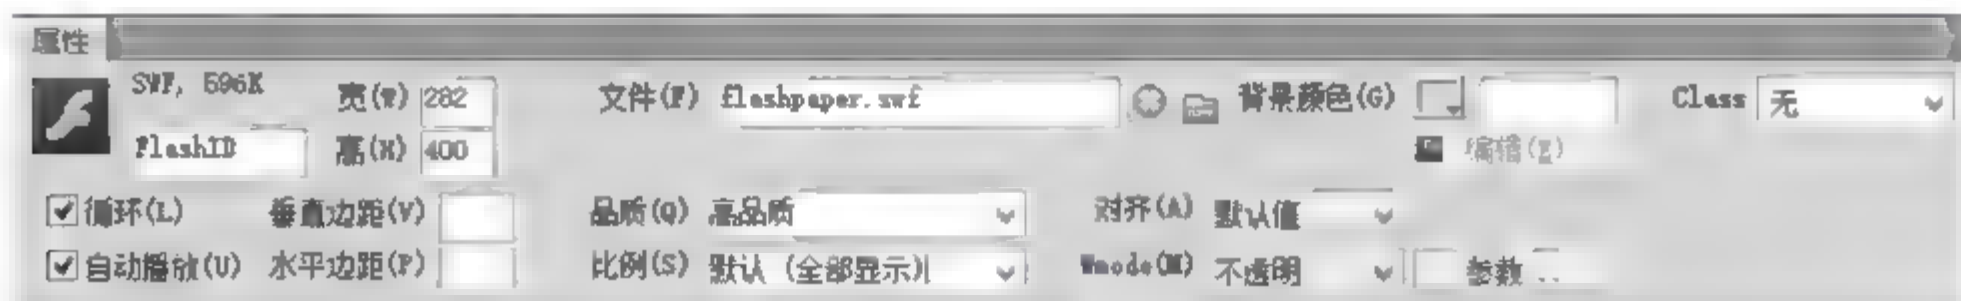 属性
SWF, 596K 宽(W) 282 文件(F) flashpaper.swf 背景颜色(G) Class 无
FlashID 高(H) 400 编辑(E)
循环(L) 垂直边距(V) 品质(Q) 高品质 对齐(A) 默认值
自动播放(U) 水平边距(P) 比例(S) 默认 (全部显示) Wmode(M) 不透明 参数...